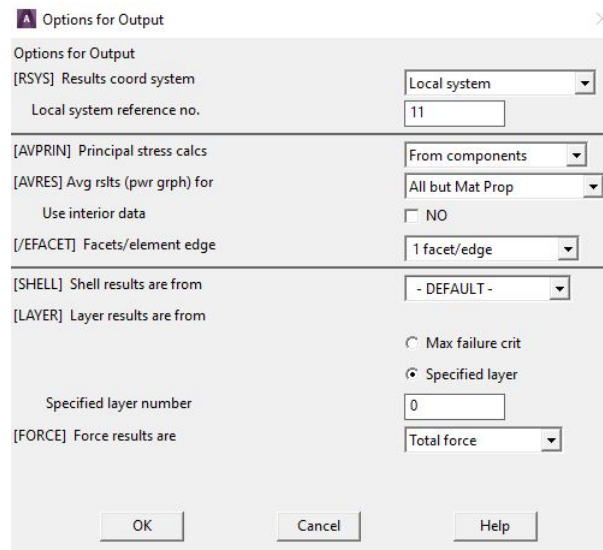 Options for Output
Options for Output
[RSYS] Results coord system Local system
Local system reference no. 11
[AVPRIN] Principal stress calcs From components
[AVRES] Avg rslts (pwr grph) for All but Mat Prop
Use interior data NO
[/EFACET] Facets/element edge 1 facet/edge
[SHELL] Shell results are from - DEFAULT -
[LAYER] Layer results are from
Max failure crit
Specified layer
Specified layer number 0
[FORCE] Force results are Total force
OK Cancel Help